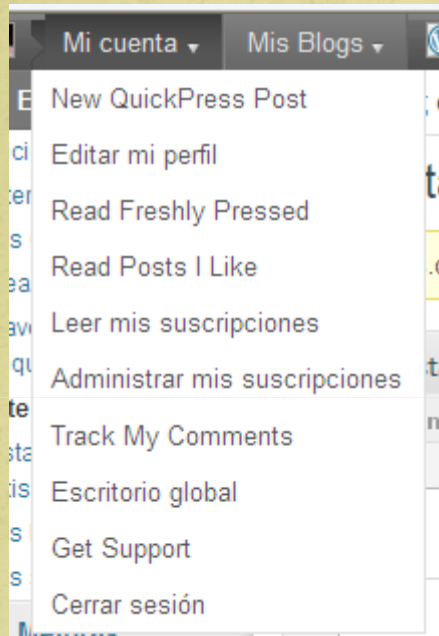 Mi cuenta Mis Blogs
New QuickPress Post
Editar mi perfil
Read Freshly Pressed
Read Posts I Like
Leer mis suscripciones
Administrar mis suscripciones
Track My Comments
Escritorio global
Get Support
Cerrar sesión